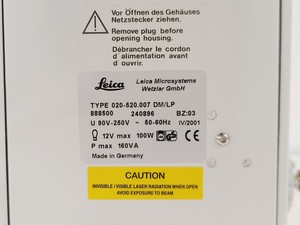 Vor Öffnen des Gehäuses
Netzstecker ziehen.
Remove plug before
opening housing.
Débrancher le cordon
d'alimentation avant
d'ouvrir.
Leica
Leica Microsystems
Wetzlar GmbH
TYPE 020-520.007 DM/LP
888500 240896 BZ:03
U 90V-250V ~ 50-60Hz IV/2001
12V max 100W
P max 160VA
Made in Germany
CAUTION
INVISIBLE / VISIBLE LASER RADIATION WHEN OPEN
AVOID EXPOSURE TO BEAM